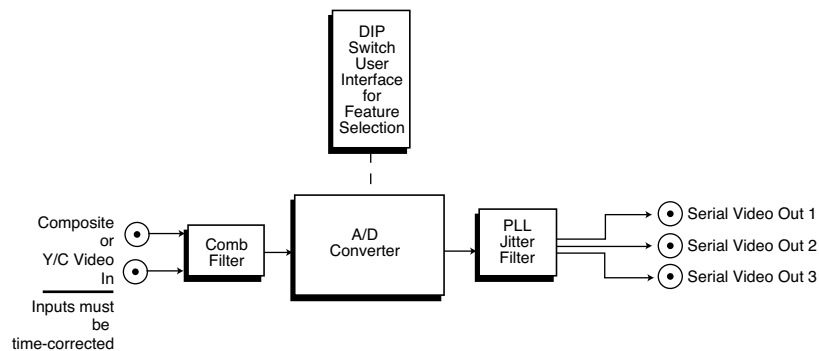 DIP
Switch
User
Interface
for
Feature
Selection
Composite
or
Y/C Video
In
Inputs must
be
time-corrected
Comb
Filter
A/D
Converter
PLL
Jitter
Filter
Serial Video Out 1
Serial Video Out 2
Serial Video Out 3